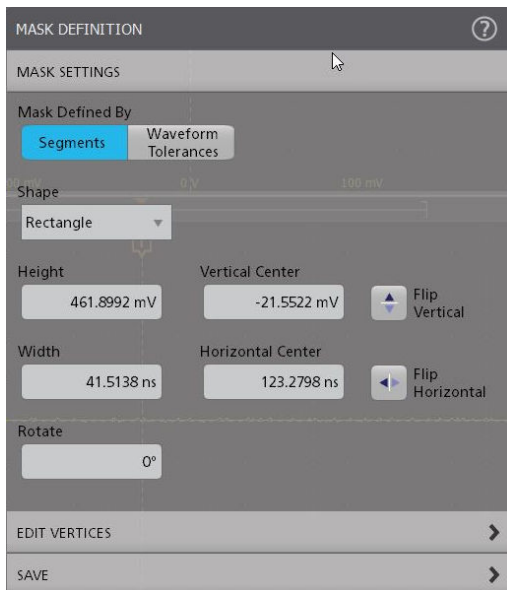 MASK DEFINITION
?
MASK SETTINGS
Mask Defined By
Segments
Waveform
Tolerances
0 V
100 mV
Shape
Rectangle
Height
Vertical Center
461.8992 mV
-21.5522 mV
Flip
Vertical
Width
Horizontal Center
41.5138 ns
123.2798 ns
Flip
Horizontal
Rotate
0°
EDIT VERTICES
SAVE